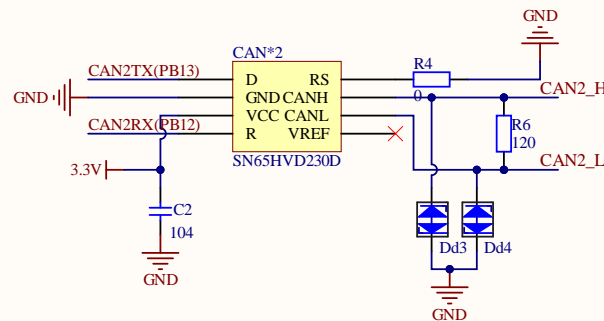 GND
CAN*2
R4
0
CAN2TX(PB13)
D
RS
CAN2_H
GND
GND
CANH
VCC
CANL
R6
120
CAN2RX(PB12)
R
VREF
SN65HVD230D
3.3V
CAN2_L
C2
104
Dd3
Dd4
GND
GND